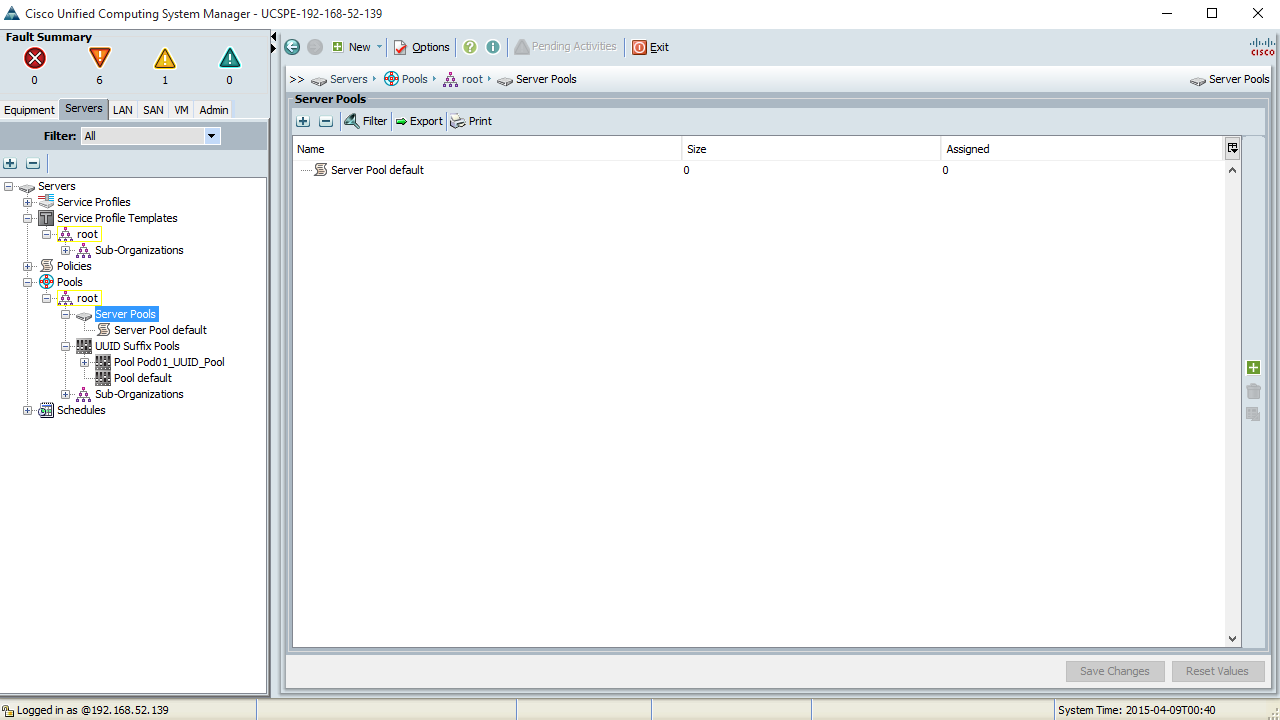 Cisco Unified Computing System Manager - UCSPE-192-168-52-139
Fault Summary
0 6 1 0
Equipment Servers LAN SAN VM Admin
Filter: All
Servers
Service Profiles
Service Profile Templates
root
Sub-Organizations
Policies
Pools
root
Server Pools
Server Pool default
UUID Suffix Pools
Pool Pod01_UUID_Pool
Pool default
Sub-Organizations
Schedules
New Options ? i Pending Activities Exit
CISCO
>> Servers Pools root Server Pools Server Pools
Server Pools
Filter Export Print
Name Size Assigned
Server Pool default 0 0
Save Changes Reset Values
Logged in as @192.168.52.139 System Time: 2015-04-09T00:40